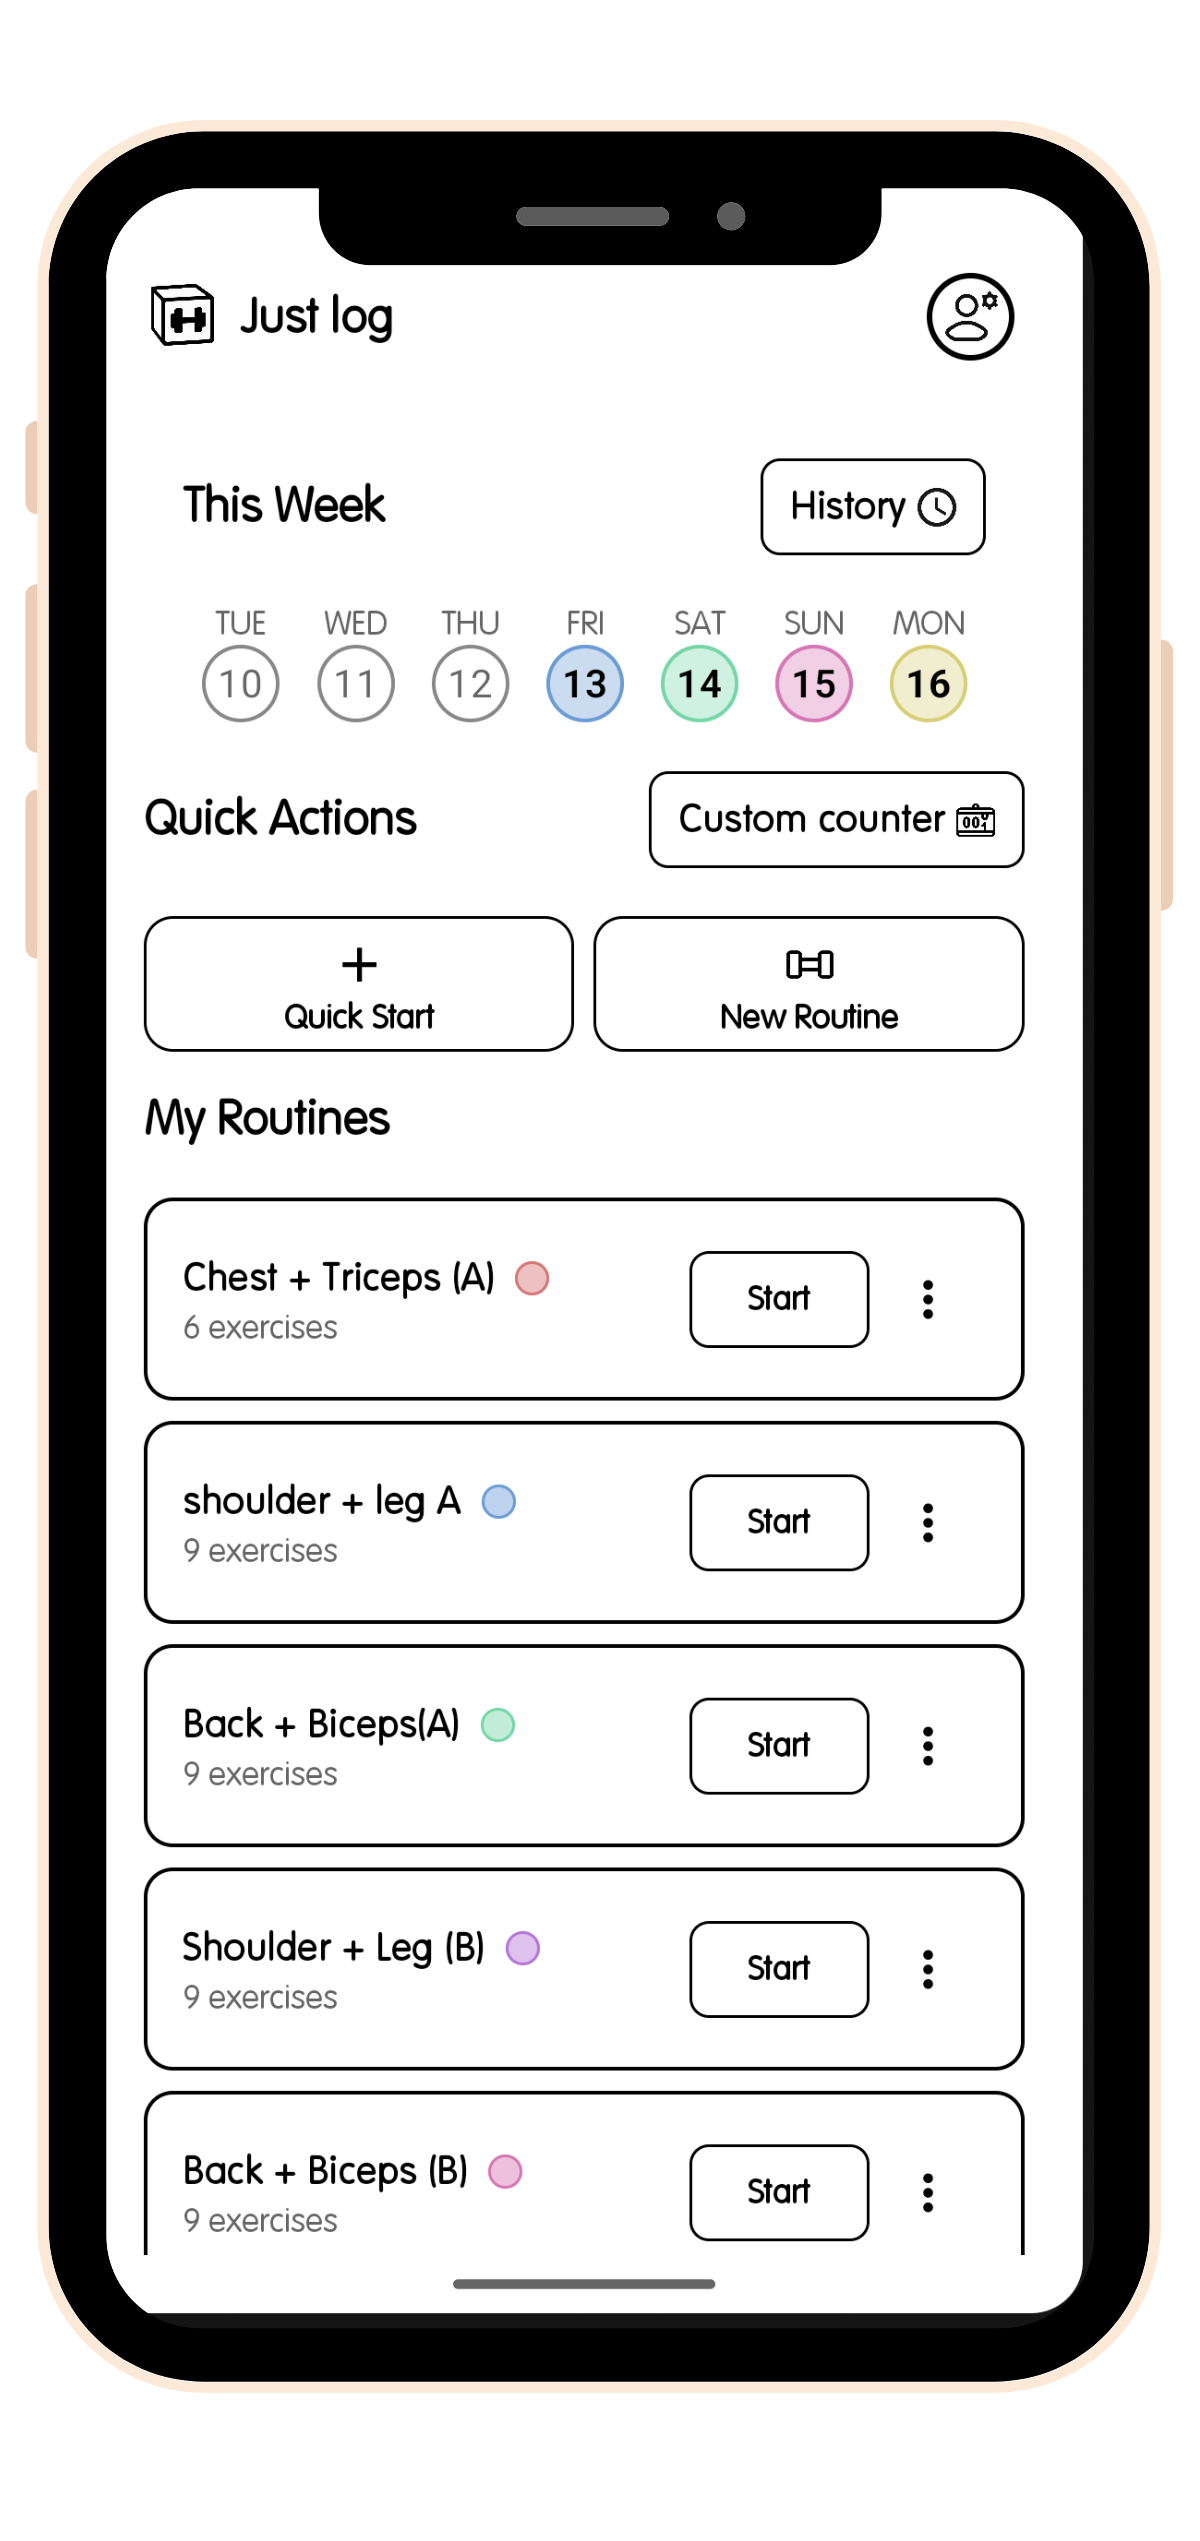 Just log
This Week
History
TUE WED THU FRI SAT SUN MON
10 11 12 13 14 15 16
Quick Actions
Custom counter
Quick Start
New Routine
My Routines
Chest + Triceps (A)
6 exercises
Start
shoulder + leg A
9 exercises
Start
Back + Biceps(A)
9 exercises
Start
Shoulder + Leg (B)
9 exercises
Start
Back + Biceps (B)
9 exercises
Start